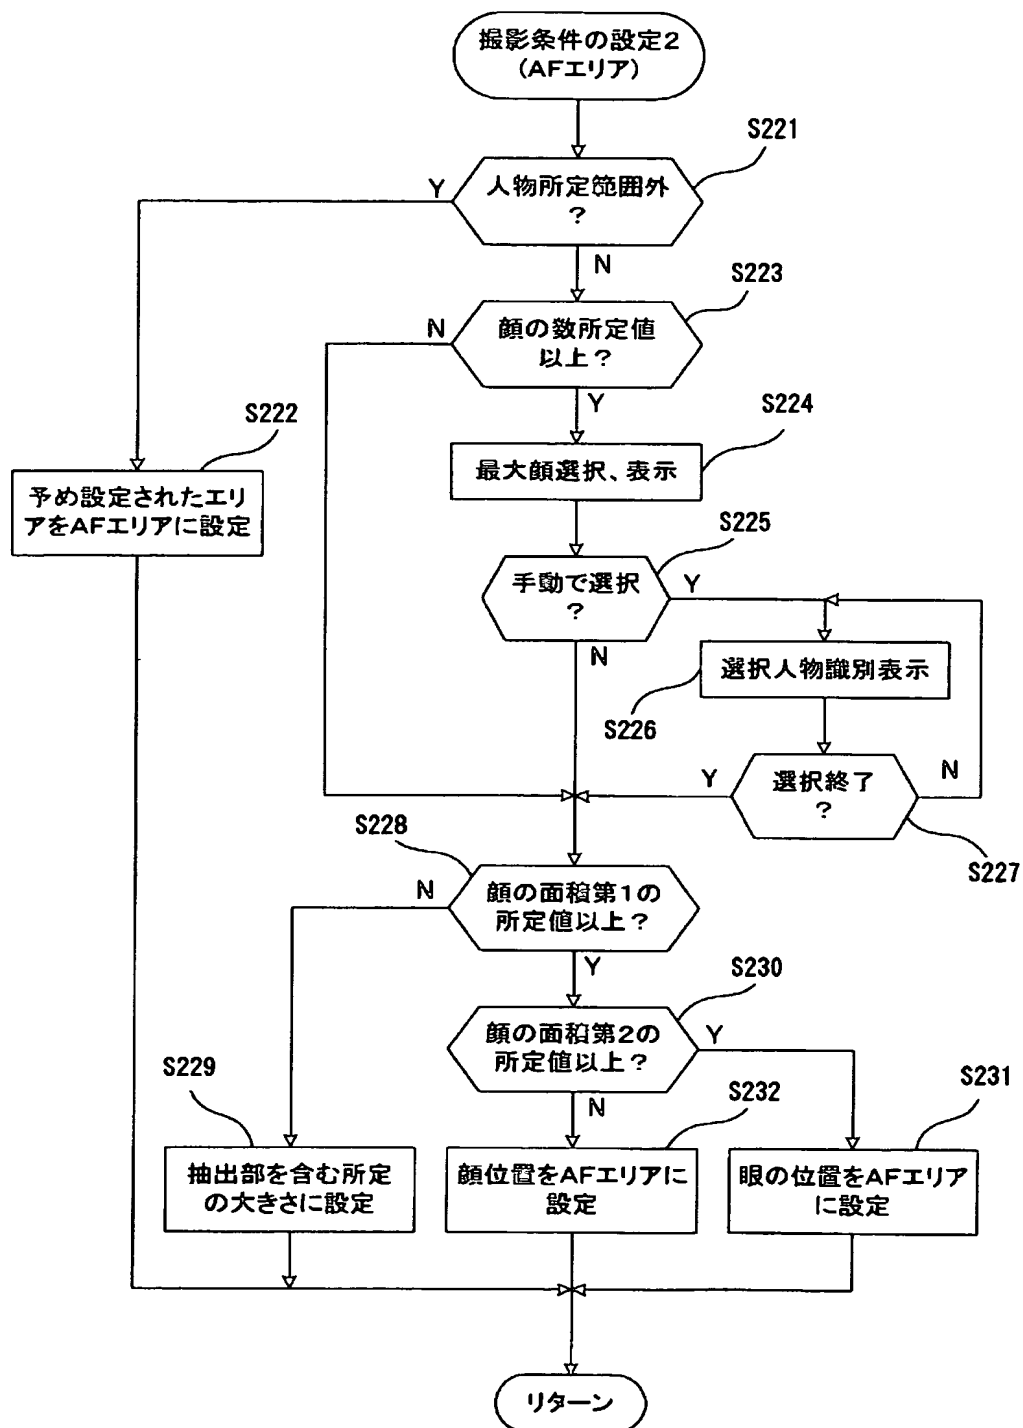 撮影条件の設定2
(AFエリア)
S221
人物所定範囲外
?
Y
N
S223
顔の数所定値
以上?
N
Y
S222
予め設定されたエリ
アをAFエリアに設定
S224
最大顔選択、表示
S225
手動で選択
?
Y
N
選択人物識別表示
S226
選択終了
?
Y
N
S227
S228
顔の面積第1の
所定値以上?
N
Y
S230
顔の面積第2の
所定値以上?
Y
N
S229
抽出部を含む所定
の大きさに設定
S232
顔位置をAFエリアに
設定
S231
眼の位置をAFエリア
に設定
リターン